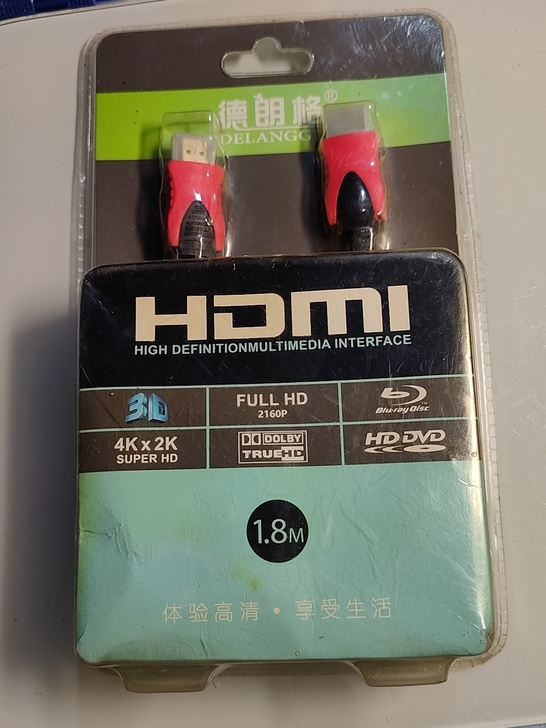 德朗格®
DELANGG
HDMI
HIGH DEFINITIONMULTIMEDIA INTERFACE
3D
FULL HD
2160P
Blu-ray Disc™
4K x 2K
SUPER HD
DOLBY
TRUEHD
HD DVD
1.8M
体验高清·享受生活